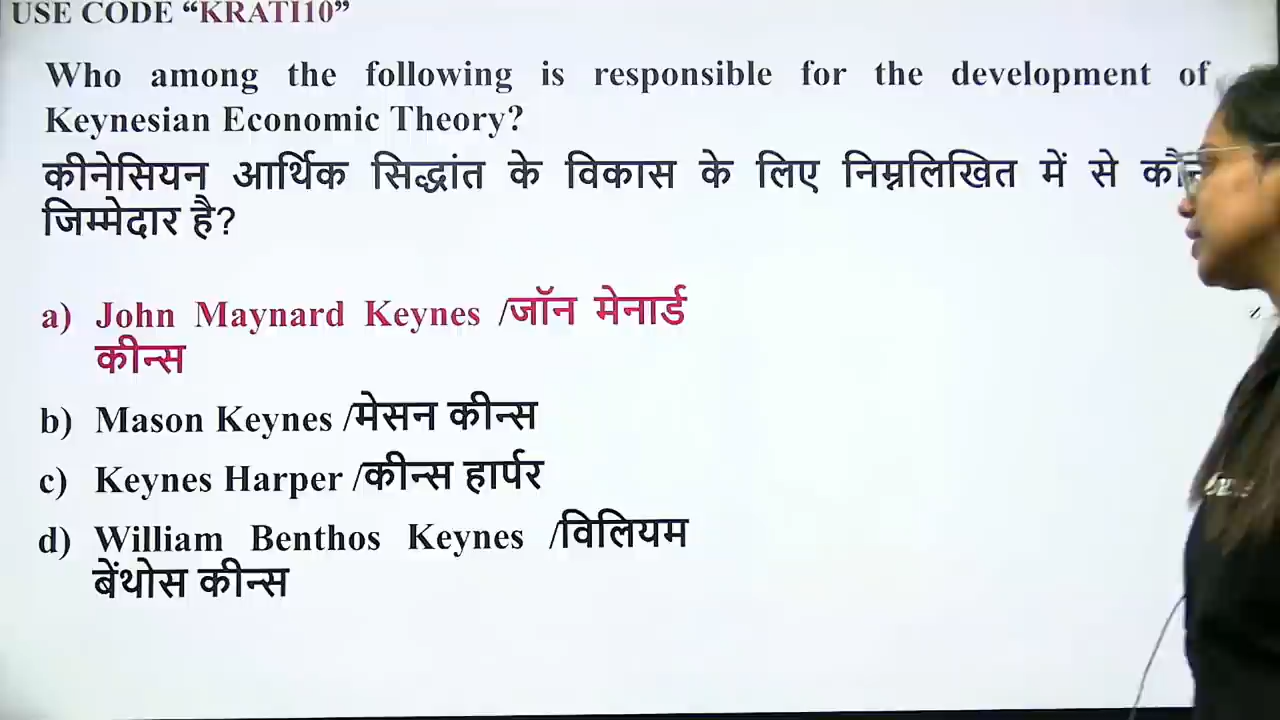 USE CODE “KRATI10”
Who among the following is responsible for the development of
Keynesian Economic Theory?
कीनेसियन आर्थिक सिद्धांत के विकास के लिए निम्नलिखित में से
जिम्मेदार है?
a) John Maynard Keynes /जॉन मेनार्ड
कीन्स
b) Mason Keynes /मेसन कीन्स
c) Keynes Harper /कीन्स हार्पर
d) William Benthos Keynes /विलियम
बेंथोस कीन्स